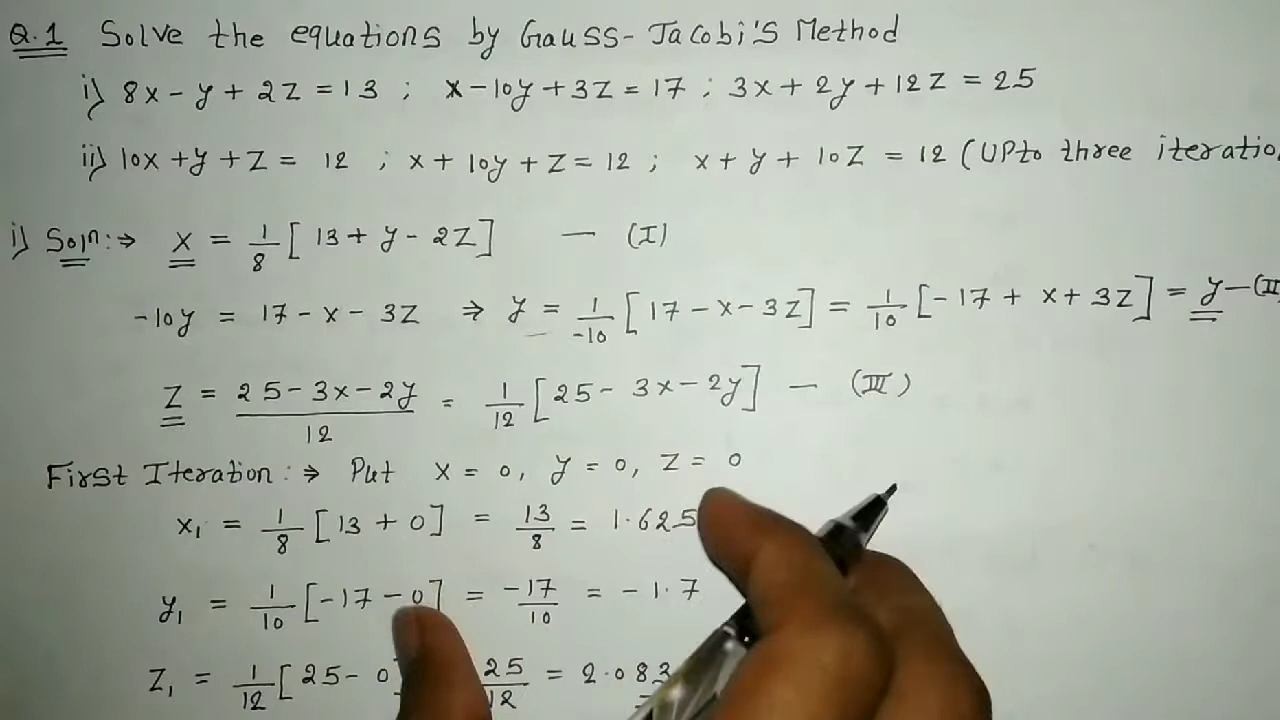 Q.1 Solve the equations by Gauss-Jacobi's Method
i) 8x - y + 2z = 13 ; x - 10y + 3z = 17 ; 3x + 2y + 12z = 25
ii) 10x + y + z = 12 ; x + 10y + z = 12 ; x + y + 10z = 12 (UPto three iteratio
i) Soln :⇒ x = 1/8 [13 + y - 2z] — (I)
-10y = 17 - x - 3z ⇒ y = 1/-10 [17 - x - 3z] = 1/10 [-17 + x + 3z] = y — (II
z = 25 - 3x - 2y / 12 = 1/12 [25 - 3x - 2y] — (III)
First Iteration :⇒ Put x = 0, y = 0, z = 0
x₁ = 1/8 [13 + 0] = 13/8 = 1.625
y₁ = 1/10 [-17 - 0] = -17/10 = -1.7
z₁ = 1/12 [25 - 0] 25/12 = 2.083